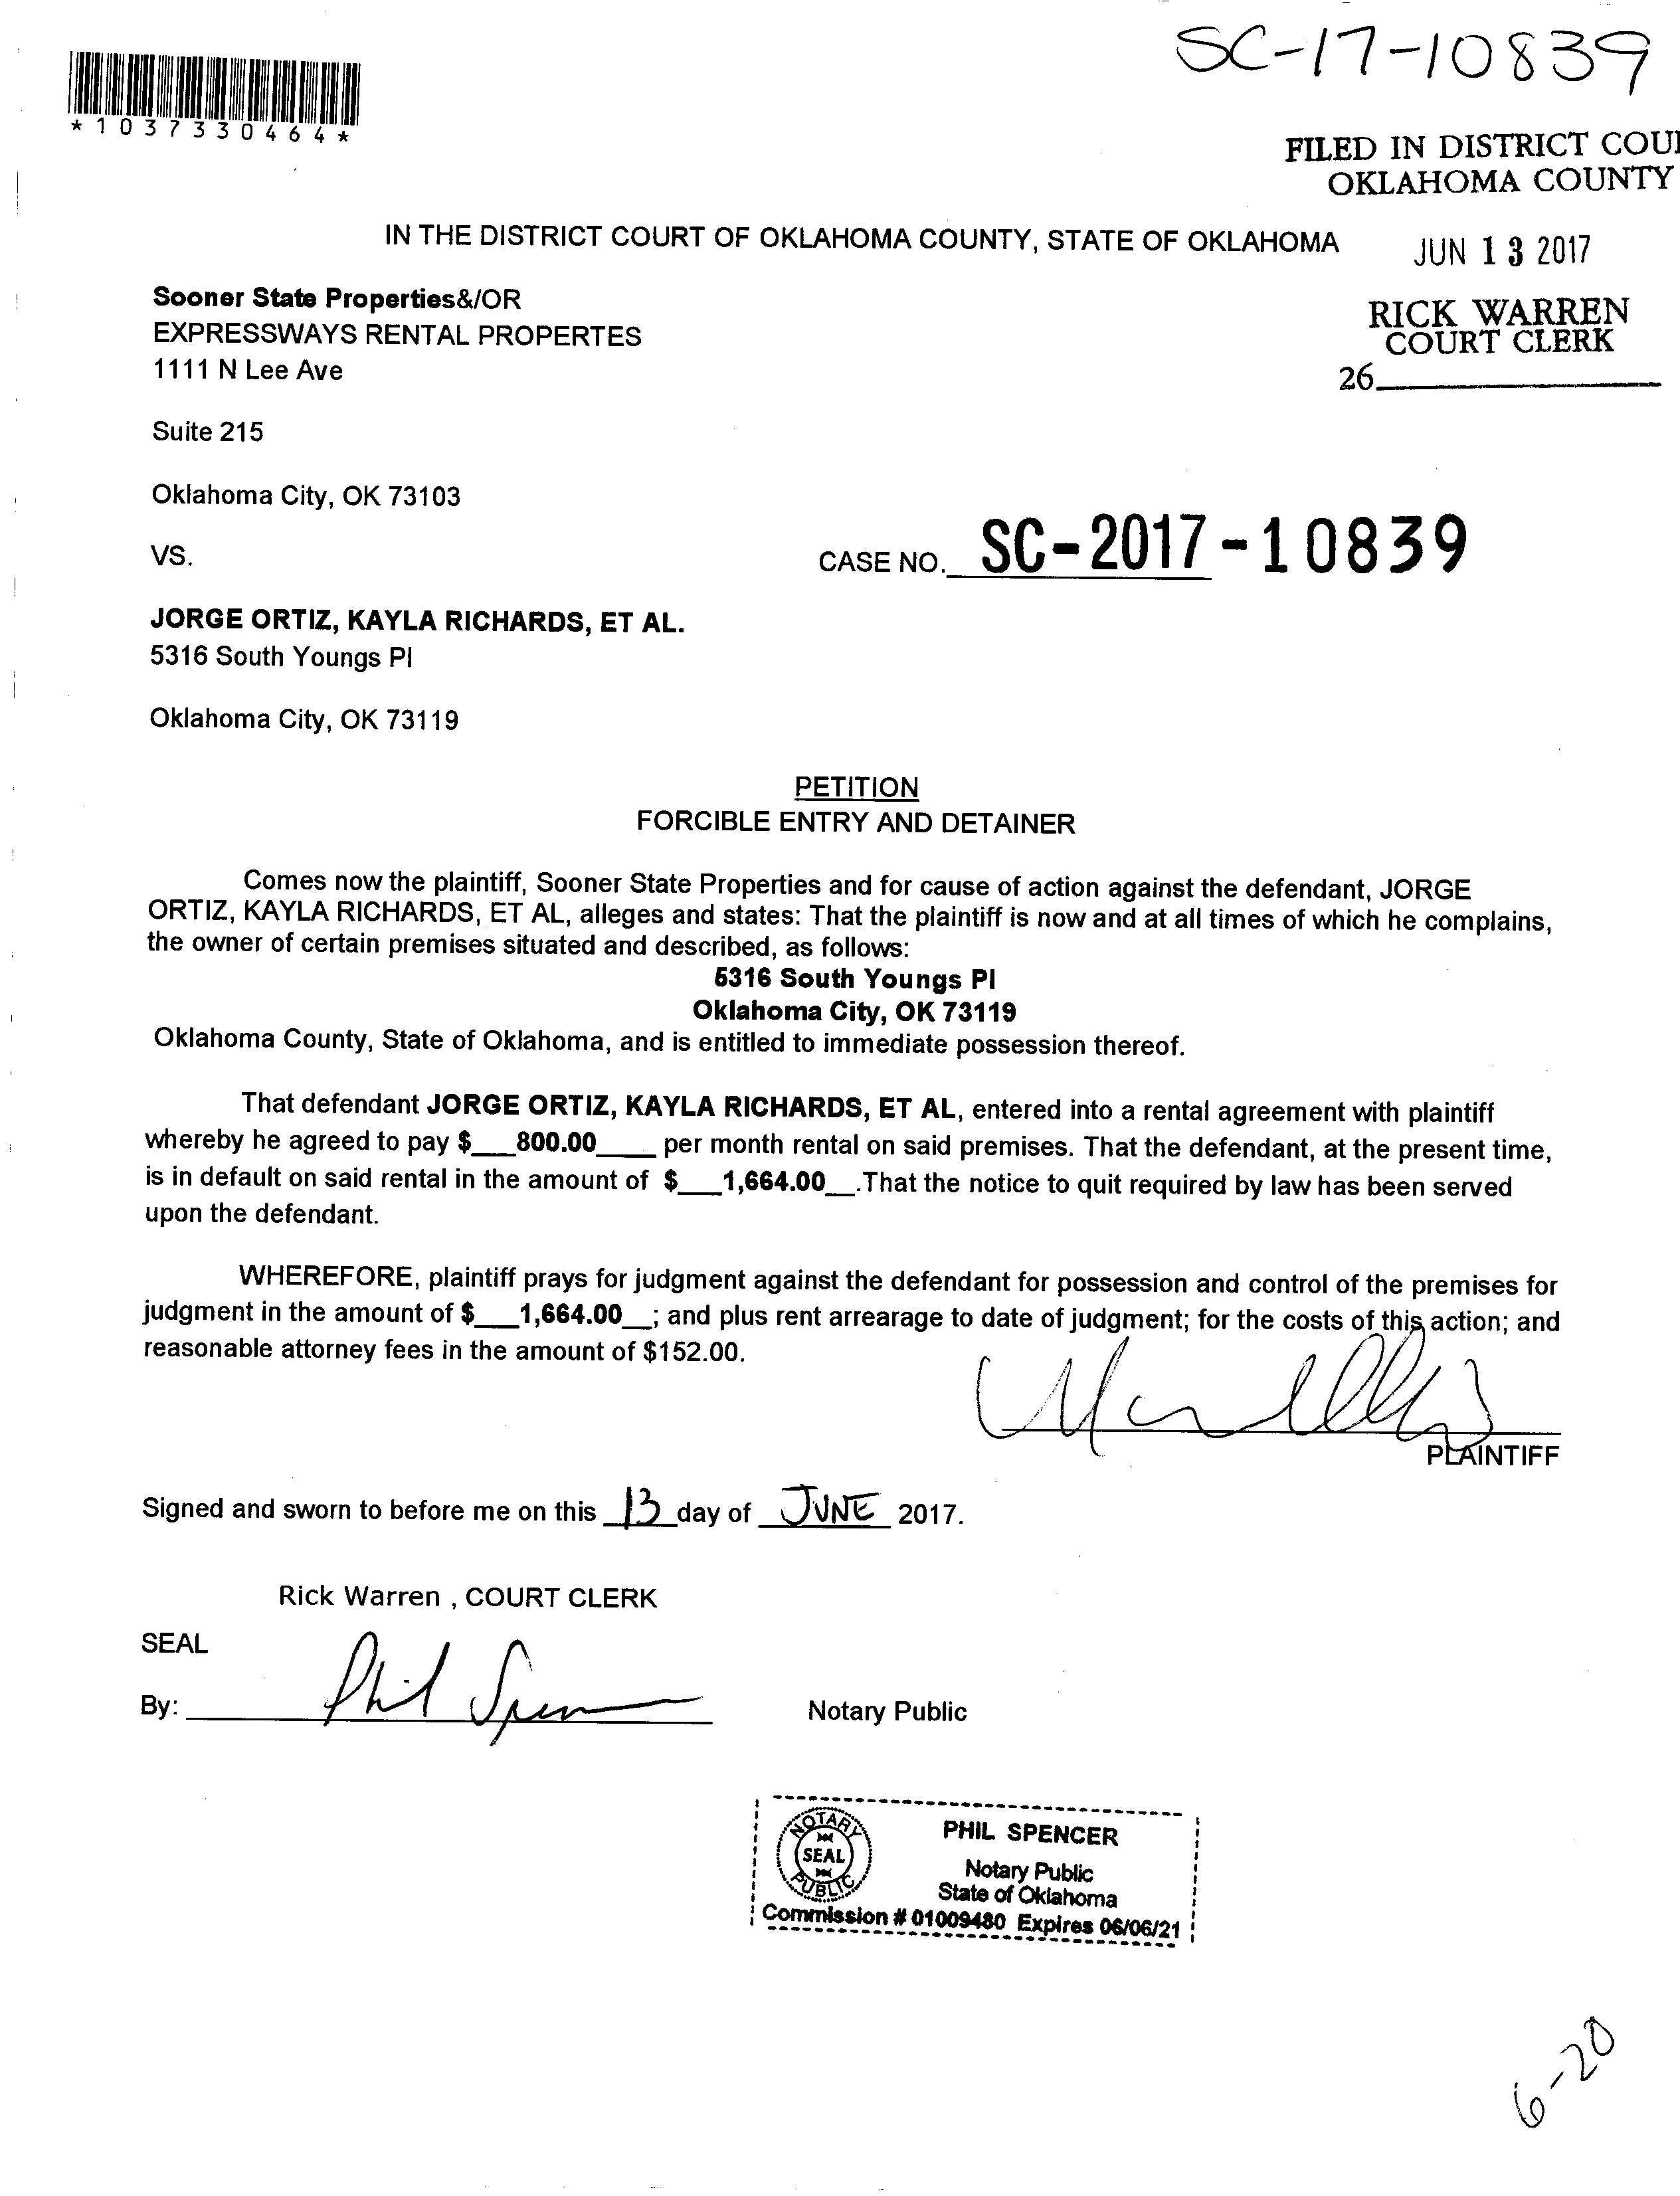 SC-17-10839
*1037330464*
FILED IN DISTRICT COU
OKLAHOMA COUNTY
IN THE DISTRICT COURT OF OKLAHOMA COUNTY, STATE OF OKLAHOMA
JUN 13 2017
Sooner State Properties&/OR
EXPRESSWAYS RENTAL PROPERTES
1111 N Lee Ave
RICK WARREN
COURT CLERK
26
Suite 215
Oklahoma City, OK 73103
VS.
CASE NO. SC-2017-10839
JORGE ORTIZ, KAYLA RICHARDS, ET AL.
5316 South Youngs Pl
Oklahoma City, OK 73119
PETITION
FORCIBLE ENTRY AND DETAINER
Comes now the plaintiff, Sooner State Properties and for cause of action against the defendant, JORGE
ORTIZ, KAYLA RICHARDS, ET AL, alleges and states: That the plaintiff is now and at all times of which he complains,
the owner of certain premises situated and described, as follows:
5316 South Youngs Pl
Oklahoma City, OK 73119
Oklahoma County, State of Oklahoma, and is entitled to immediate possession thereof.
That defendant JORGE ORTIZ, KAYLA RICHARDS, ET AL, entered into a rental agreement with plaintiff
whereby he agreed to pay $___800.00____ per month rental on said premises. That the defendant, at the present time,
is in default on said rental in the amount of $___1,664.00__.That the notice to quit required by law has been served
upon the defendant.
WHEREFORE, plaintiff prays for judgment against the defendant for possession and control of the premises for
judgment in the amount of $___1,664.00__; and plus rent arrearage to date of judgment; for the costs of this action; and
reasonable attorney fees in the amount of $152.00.
PLAINTIFF
Signed and sworn to before me on this 13 day of JUNE 2017.
Rick Warren , COURT CLERK
SEAL
By: Phil Spencer
Notary Public
NOTARY PUBLIC
SEAL
PHIL SPENCER
Notary Public
State of Oklahoma
Commission # 01009480 Expires 06/06/21
6-20